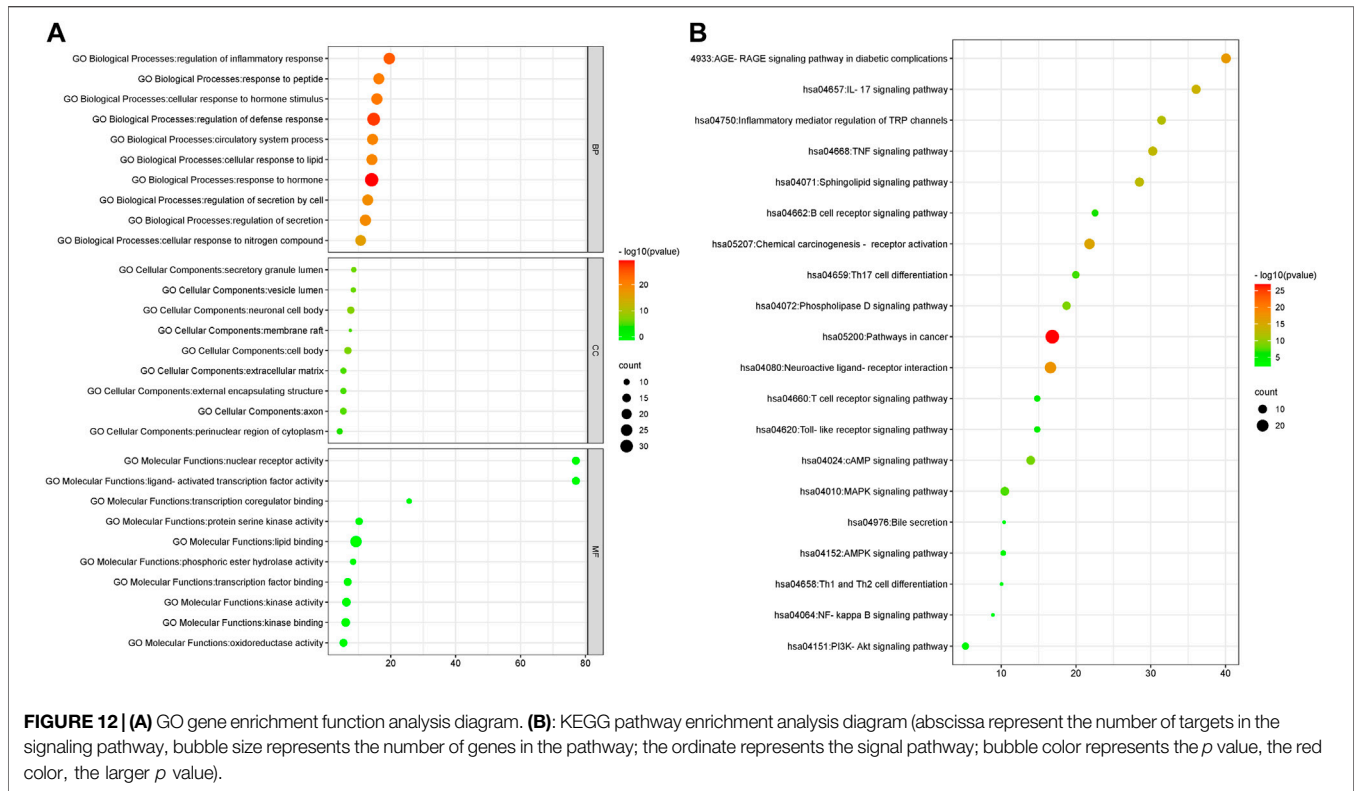 A
GO Biological Processes:regulation of inflammatory response
GO Biological Processes:response to peptide
GO Biological Processes:cellular response to hormone stimulus
GO Biological Processes:regulation of defense response
GO Biological Processes:circulatory system process
GO Biological Processes:cellular response to lipid
GO Biological Processes:response to hormone
GO Biological Processes:regulation of secretion by cell
GO Biological Processes:regulation of secretion
GO Biological Processes:cellular response to nitrogen compound
BP
GO Cellular Components:secretory granule lumen
GO Cellular Components:vesicle lumen
GO Cellular Components:neuronal cell body
GO Cellular Components:membrane raft
GO Cellular Components:cell body
GO Cellular Components:extracellular matrix
GO Cellular Components:external encapsulating structure
GO Cellular Components:axon
GO Cellular Components:perinuclear region of cytoplasm
CC
GO Molecular Functions:nuclear receptor activity
GO Molecular Functions:ligand- activated transcription factor activity
GO Molecular Functions:transcription coregulator binding
GO Molecular Functions:protein serine kinase activity
GO Molecular Functions:lipid binding
GO Molecular Functions:phosphoric ester hydrolase activity
GO Molecular Functions:transcription factor binding
GO Molecular Functions:kinase activity
GO Molecular Functions:kinase binding
GO Molecular Functions:oxidoreductase activity
MF
20 40 60 80
- log10(pvalue)
20
10
0
count
10
15
20
25
30
B
4933:AGE- RAGE signaling pathway in diabetic complications
hsa04657:IL- 17 signaling pathway
hsa04750:Inflammatory mediator regulation of TRP channels
hsa04668:TNF signaling pathway
hsa04071:Sphingolipid signaling pathway
hsa04662:B cell receptor signaling pathway
hsa05207:Chemical carcinogenesis - receptor activation
hsa04659:Th17 cell differentiation
hsa04072:Phospholipase D signaling pathway
hsa05200:Pathways in cancer
hsa04080:Neuroactive ligand- receptor interaction
hsa04660:T cell receptor signaling pathway
hsa04620:Toll- like receptor signaling pathway
hsa04024:cAMP signaling pathway
hsa04010:MAPK signaling pathway
hsa04976:Bile secretion
hsa04152:AMPK signaling pathway
hsa04658:Th1 and Th2 cell differentiation
hsa04064:NF- kappa B signaling pathway
hsa04151:PI3K- Akt signaling pathway
10 20 30 40
- log10(pvalue)
25
20
15
10
5
count
10
20
FIGURE 12 | (A) GO gene enrichment function analysis diagram. (B): KEGG pathway enrichment analysis diagram (abscissa represent the number of targets in the
signaling pathway, bubble size represents the number of genes in the pathway; the ordinate represents the signal pathway; bubble color represents the p value, the red
color, the larger p value).